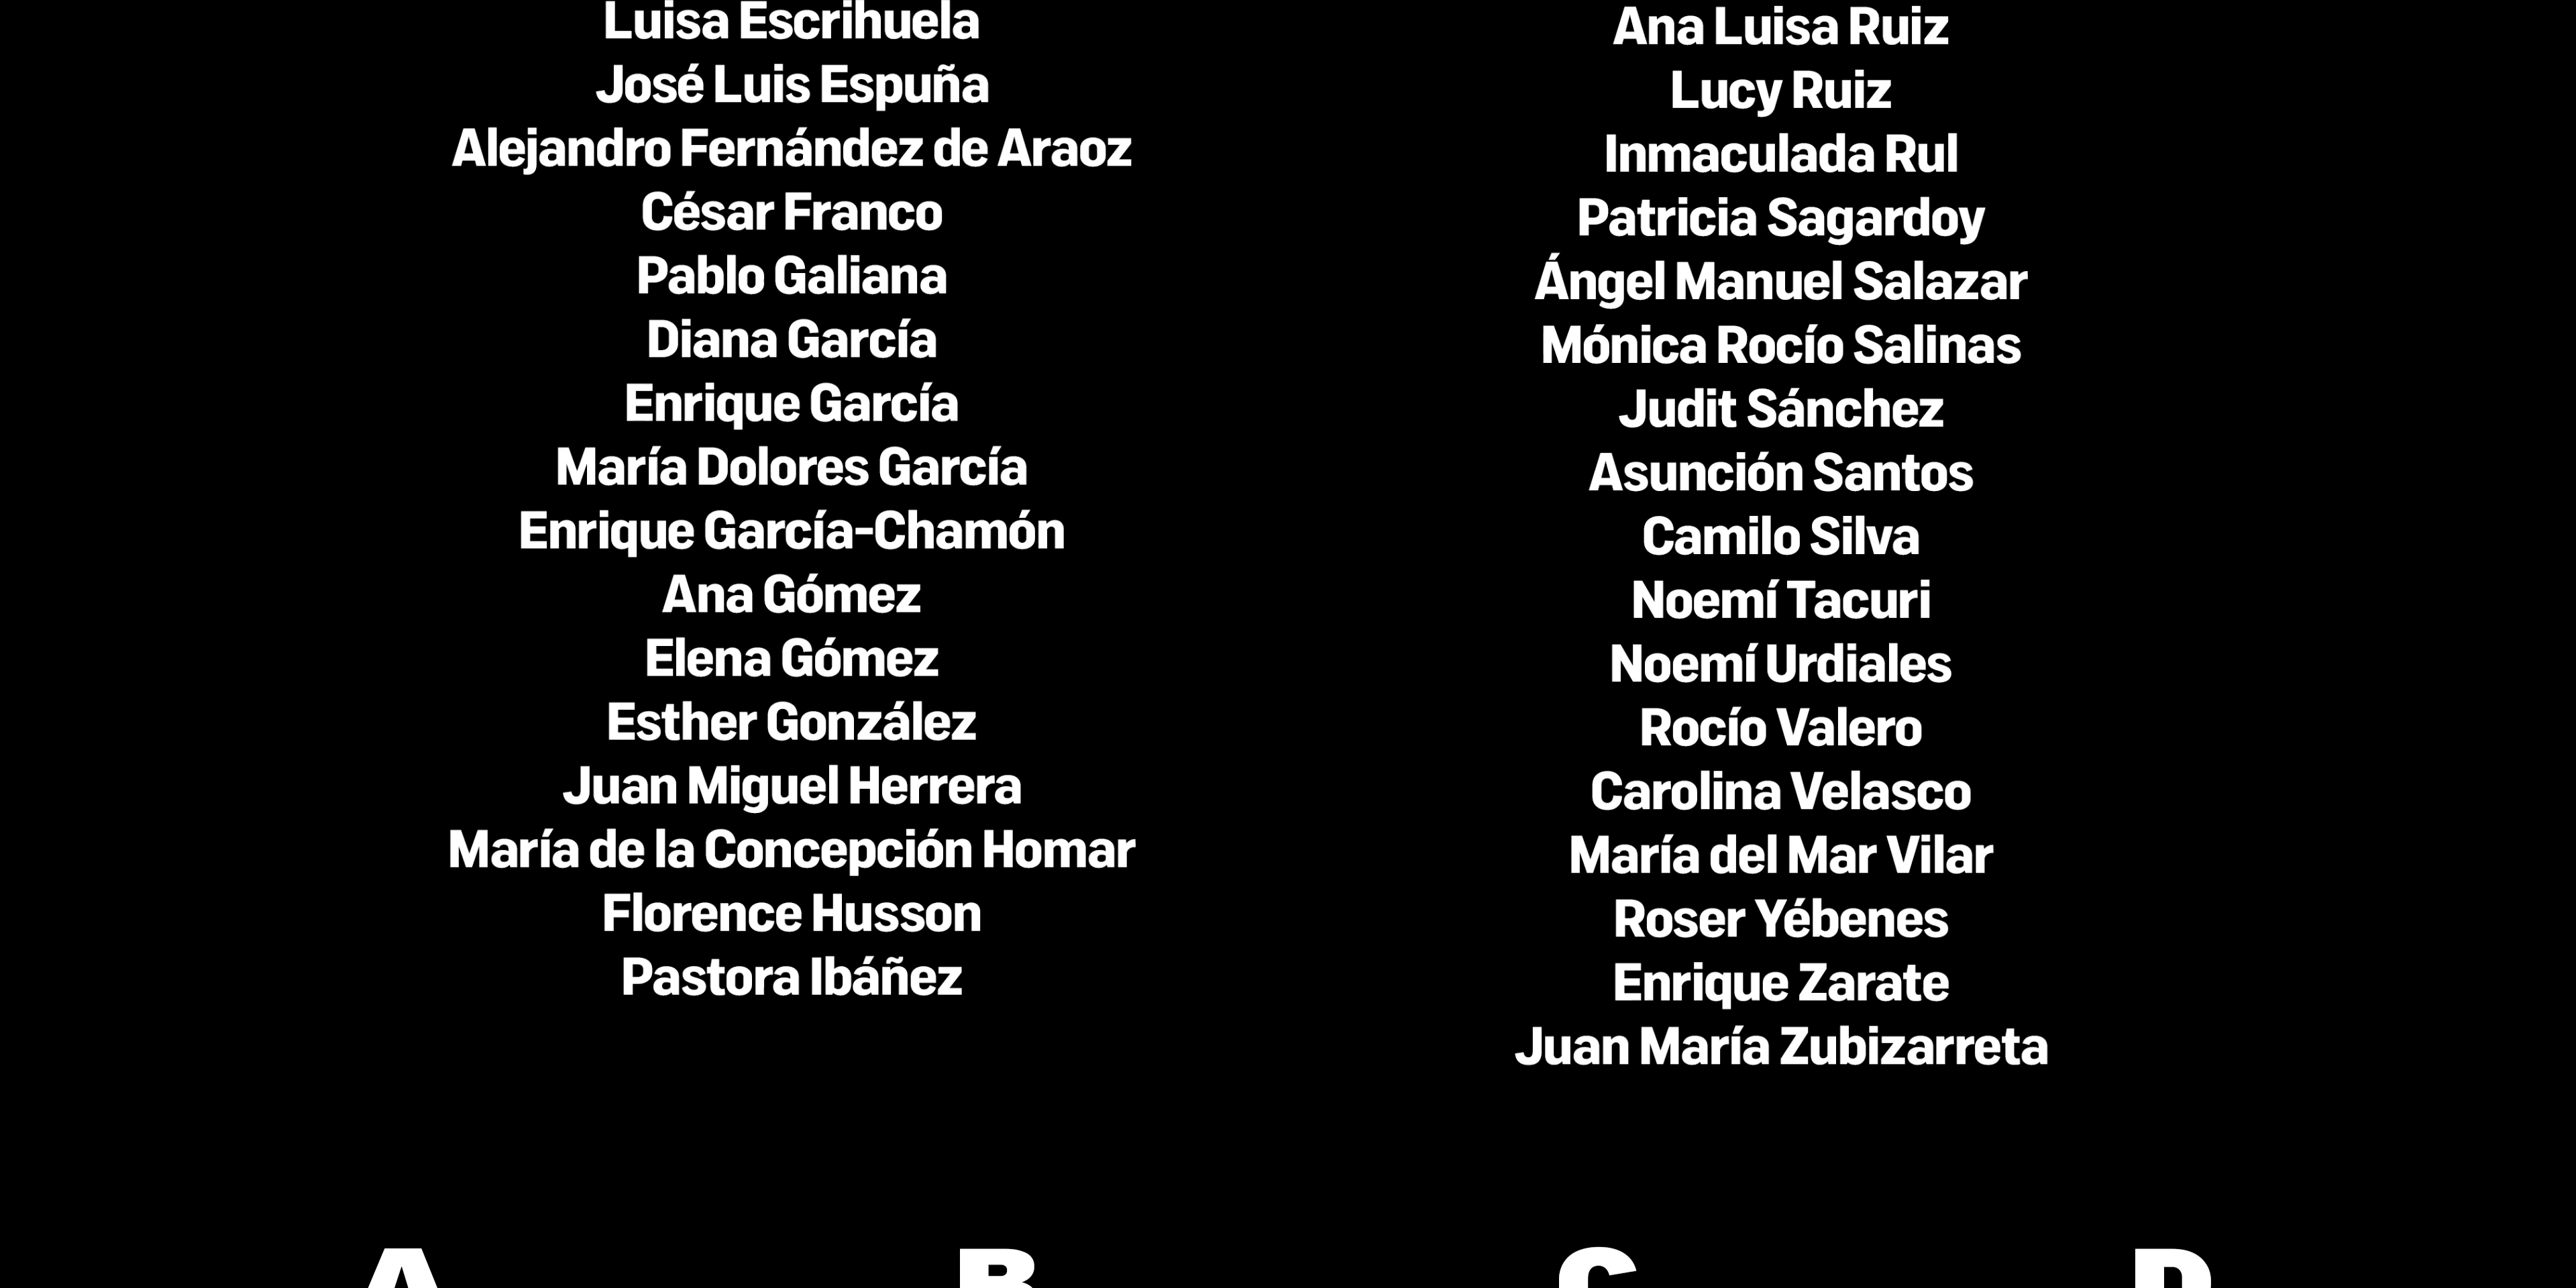 Luisa Escrihuela
José Luis Espuña
Alejandro Fernández de Araoz
César Franco
Pablo Galiana
Diana García
Enrique García
María Dolores García
Enrique García-Chamón
Ana Gómez
Elena Gómez
Esther González
Juan Miguel Herrera
María de la Concepción Homar
Florence Husson
Pastora Ibáñez
Ana Luisa Ruiz
Lucy Ruiz
Inmaculada Rul
Patricia Sagardoy
Ángel Manuel Salazar
Mónica Rocío Salinas
Judit Sánchez
Asunción Santos
Camilo Silva
Noemí Tacuri
Noemí Urdiales
Rocío Valero
Carolina Velasco
María del Mar Vilar
Roser Yébenes
Enrique Zarate
Juan María Zubizarreta
A B C D